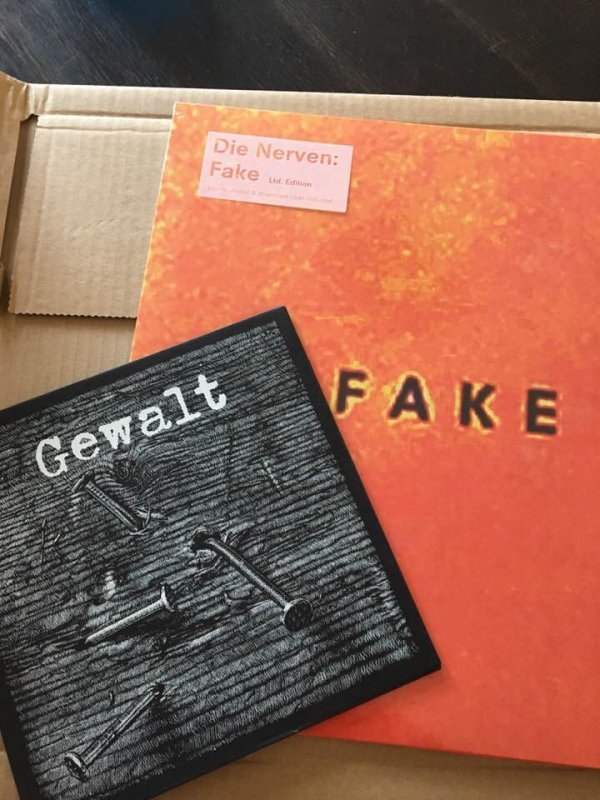 Die Nerven:
Fake Ltd. Edition
FAKE
Gewalt